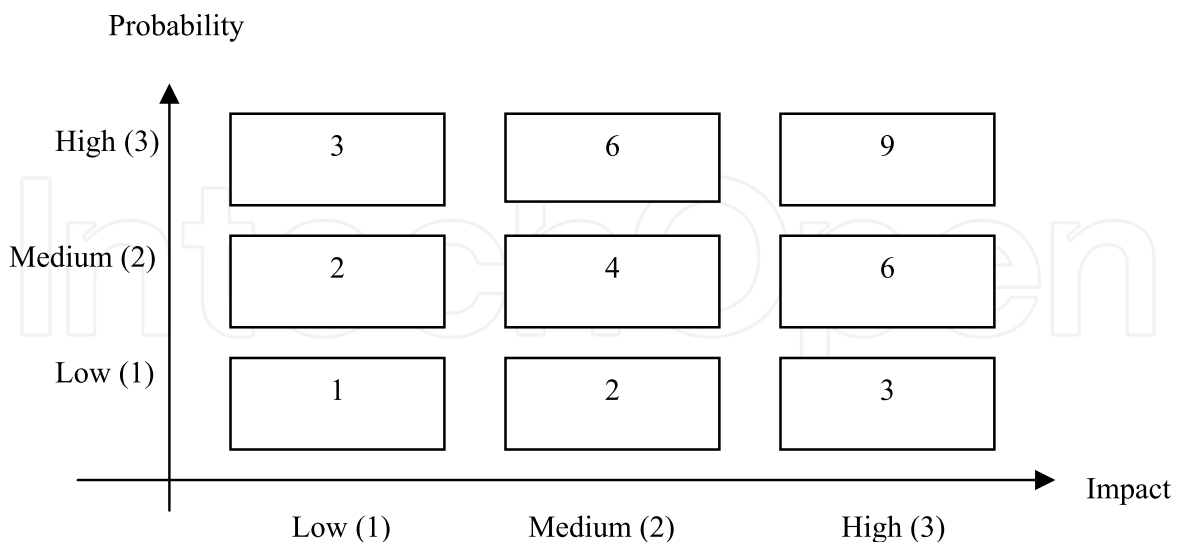 Probability
High (3) 3 6 9
Medium (2) 2 4 6
Low (1) 1 2 3
Impact
Low (1) Medium (2) High (3)
IntechOpen